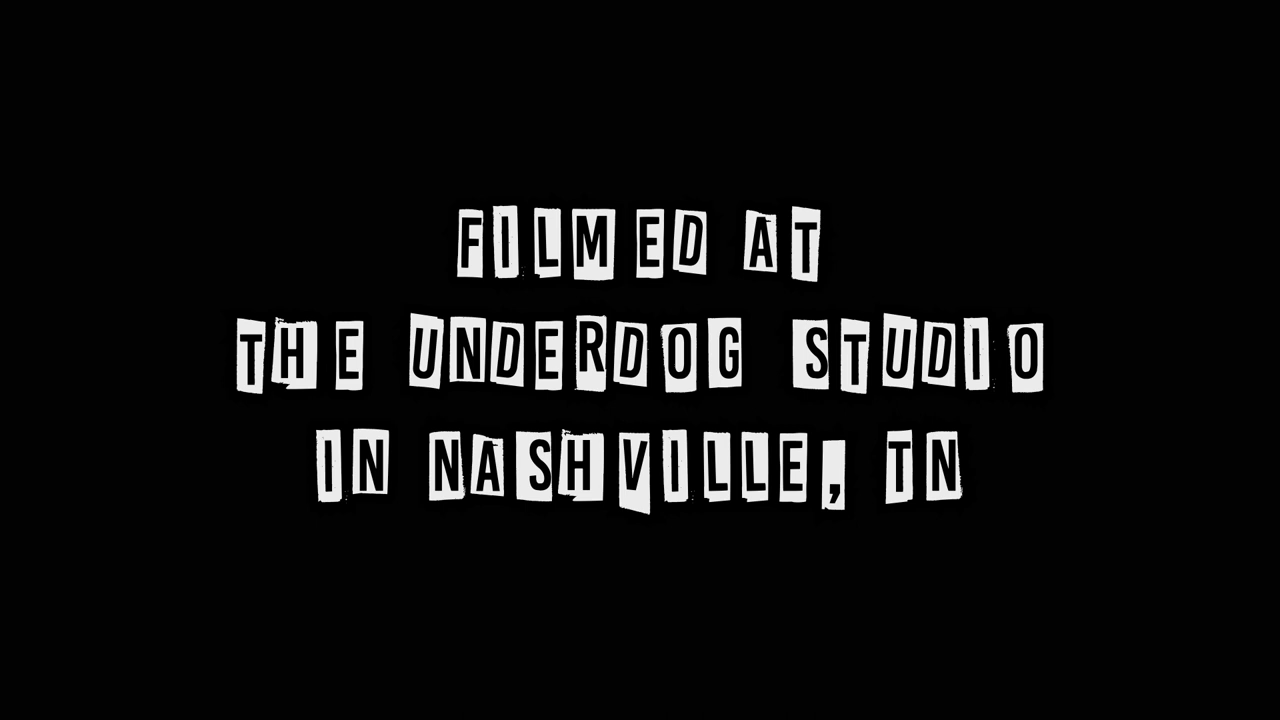 FILMED AT
THE UNDERDOG STUDIO
IN NASHVILLE, TN